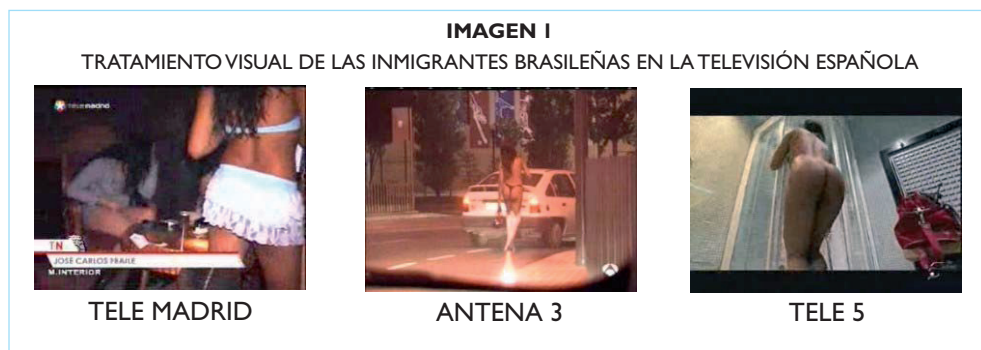 IMAGEN 1
TRATAMIENTO VISUAL DE LAS INMIGRANTES BRASILEÑAS EN LA TELEVISIÓN ESPAÑOLA
telemadrid
TN
JOSÉ CARLOS FRAILE
M.INTERIOR
TELE MADRID
ANTENA 3
TELE 5